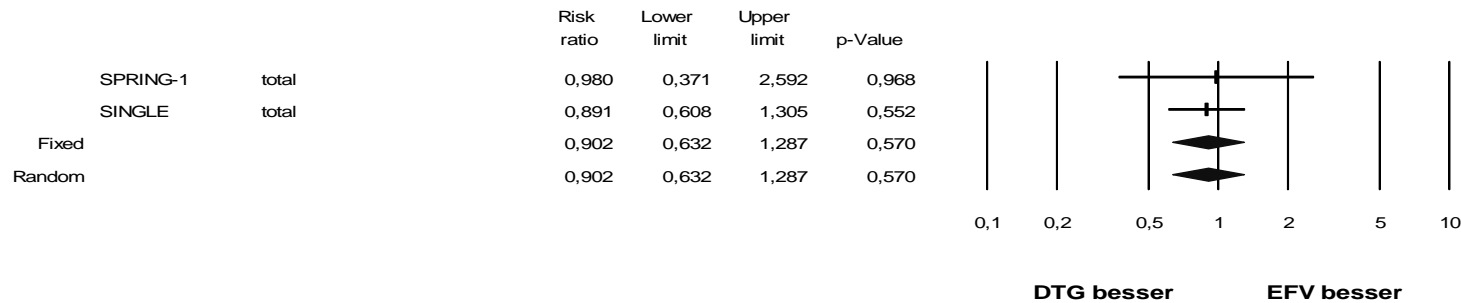 Risk Lower Upper
ratio limit limit p-Value
SPRING-1 total 0,980 0,371 2,592 0,968
SINGLE total 0,891 0,608 1,305 0,552
Fixed 0,902 0,632 1,287 0,570
Random 0,902 0,632 1,287 0,570
0,1 0,2 0,5 1 2 5 10
DTG besser EFV besser